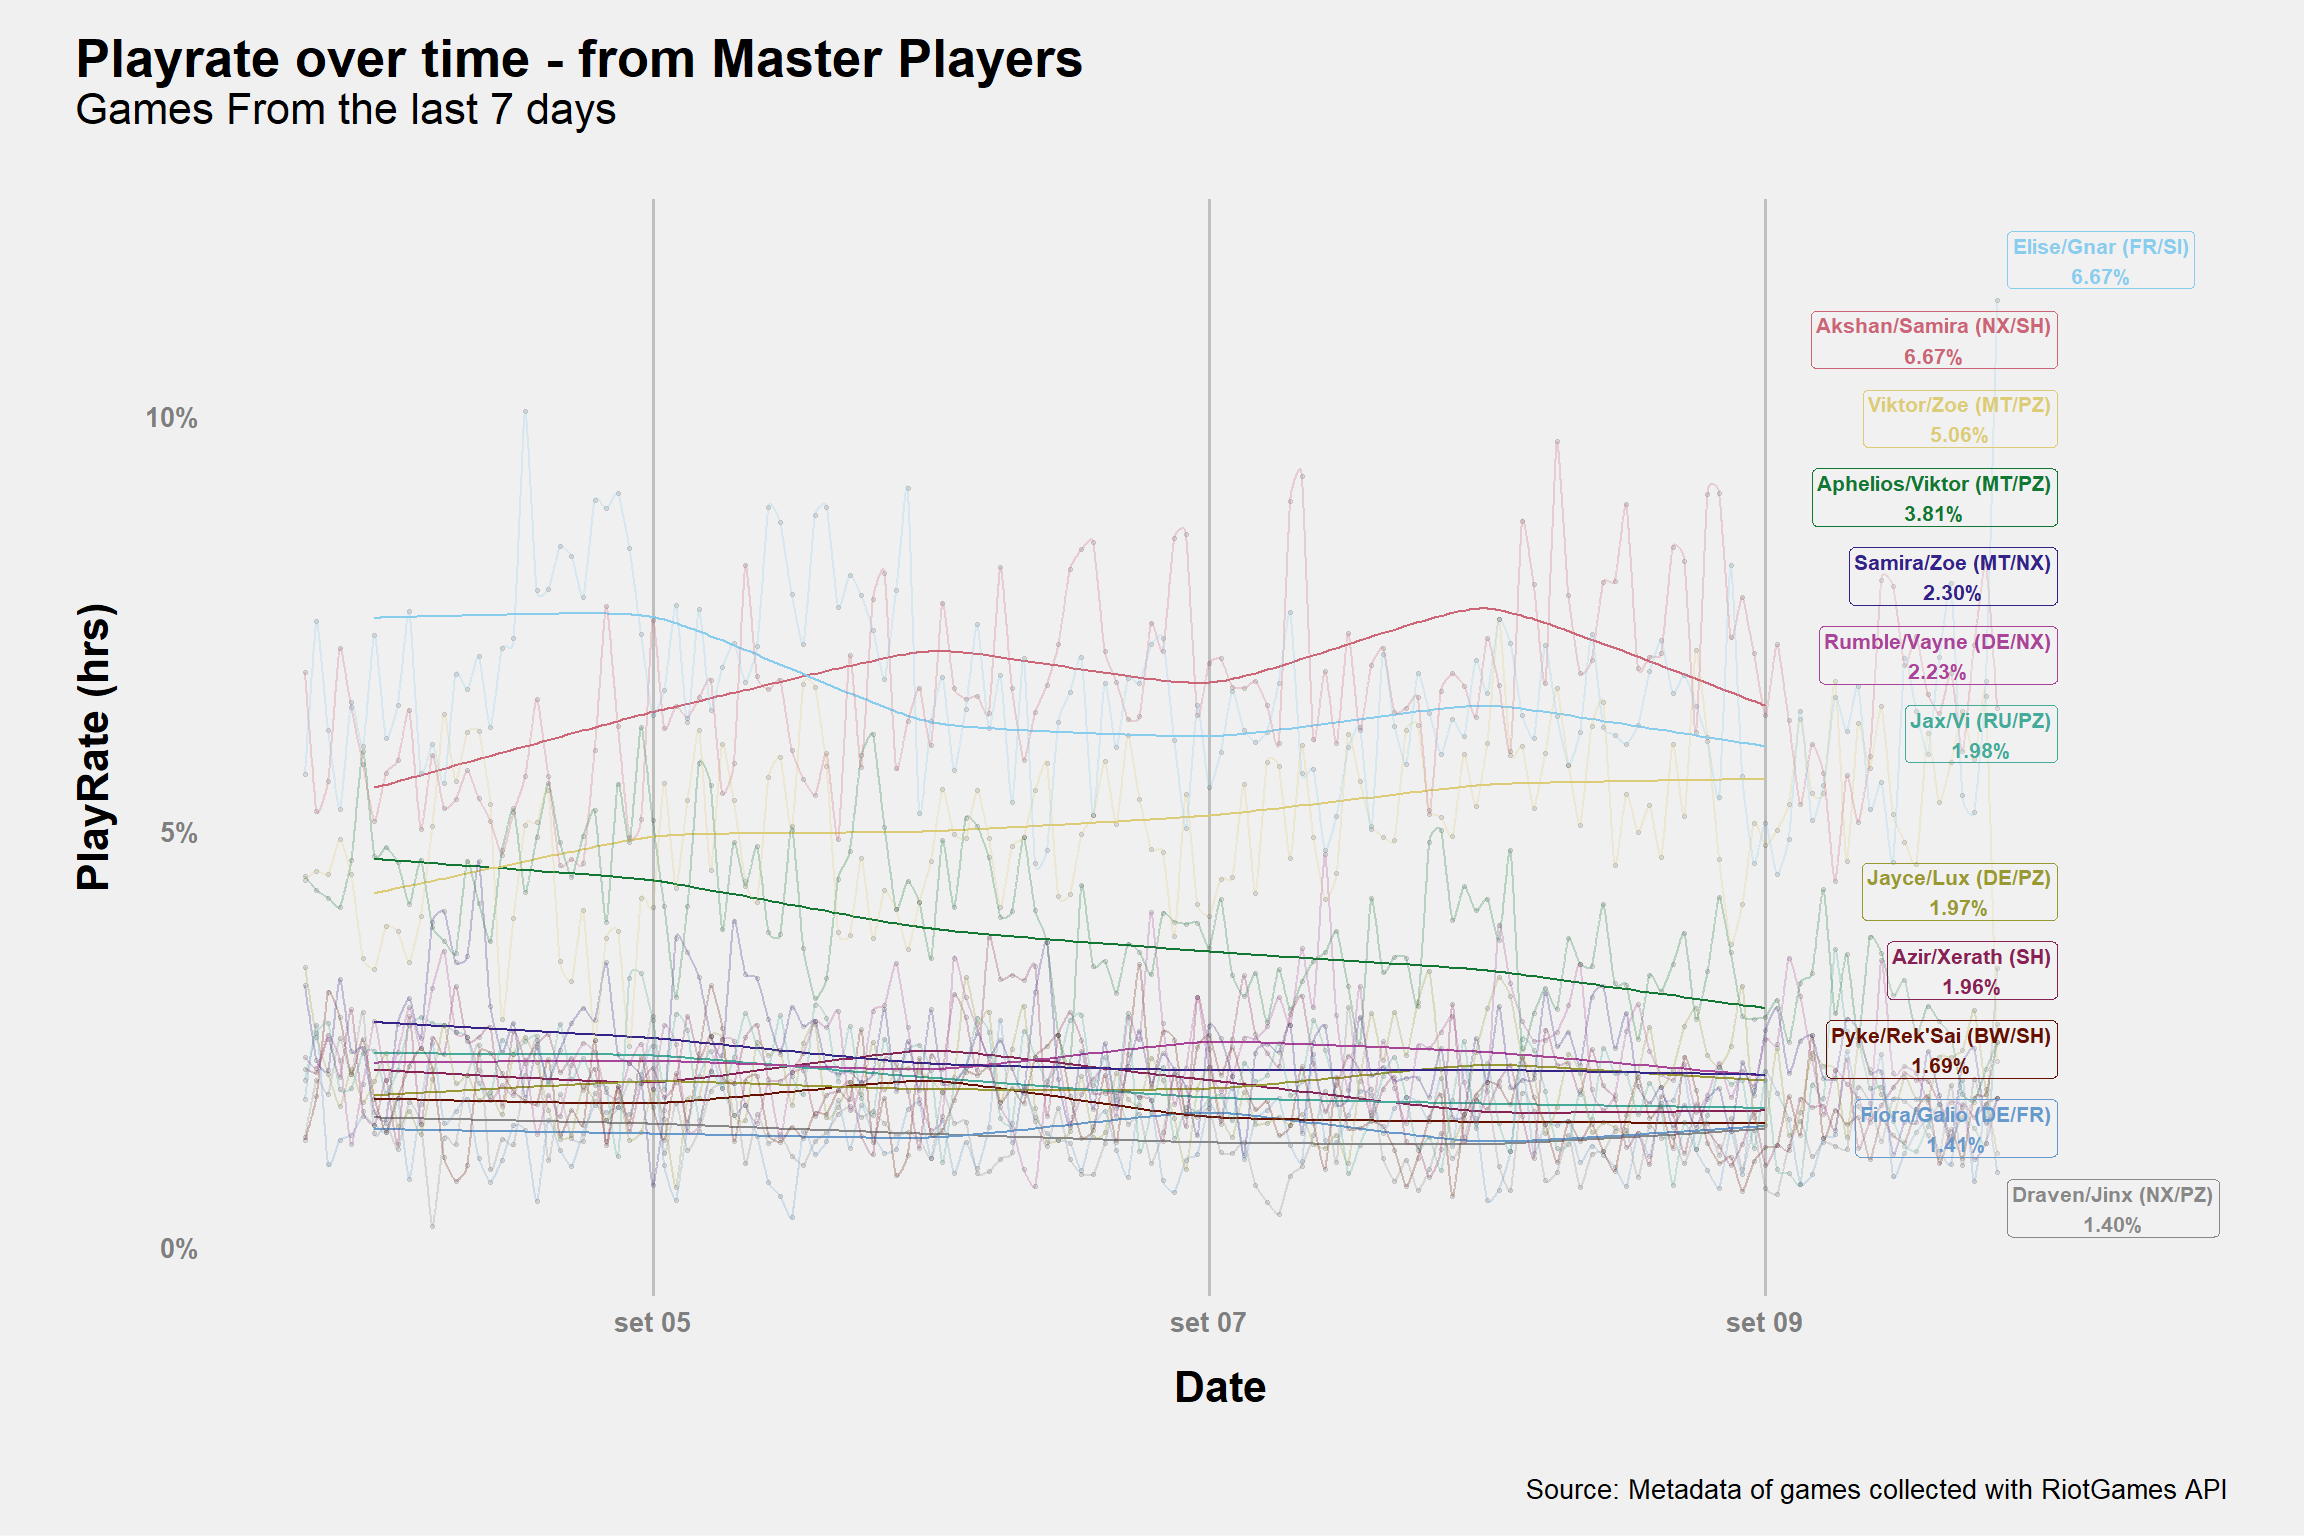 Playrate over time - from Master Players
Games From the last 7 days
PlayRate (hrs)
10%
5%
0%
Elise/Gnar (FR/SI)
6.67%
Akshan/Samira (NX/SH)
6.67%
Viktor/Zoe (MT/PZ)
5.06%
Aphelios/Viktor (MT/PZ)
3.81%
Samira/Zoe (MT/NX)
2.30%
Rumble/Vayne (DE/NX)
2.23%
Jax/Vi (RU/PZ)
1.98%
Jayce/Lux (DE/PZ)
1.97%
Azir/Xerath (SH)
1.96%
Pyke/Rek'Sai (BW/SH)
1.69%
Fiora/Galio (DE/FR)
1.41%
Draven/Jinx (NX/PZ)
1.40%
set 05
set 07
set 09
Date
Source: Metadata of games collected with RiotGames API